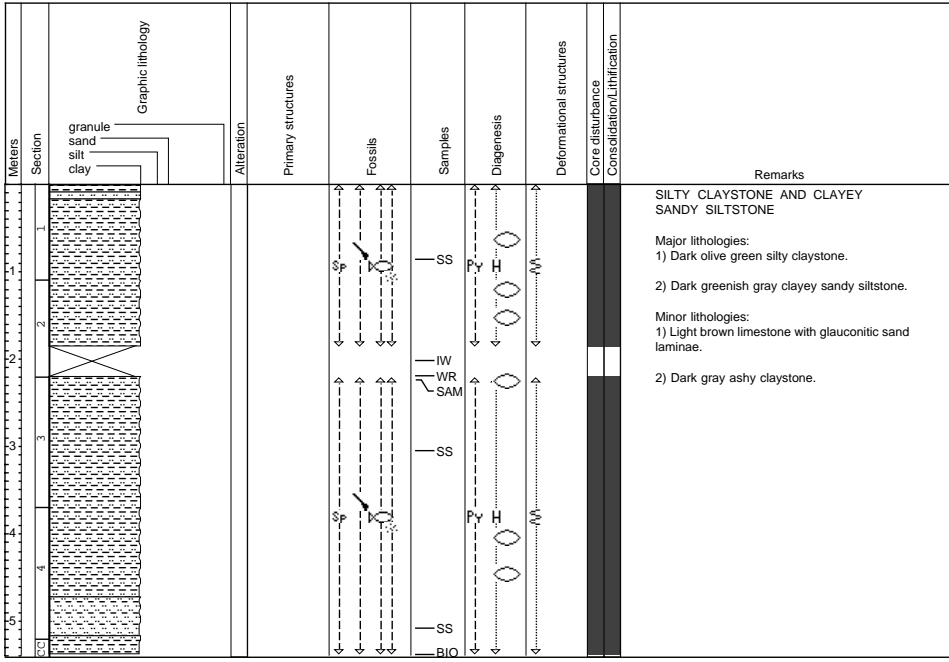 Meters
Section
Graphic lithology
granule
sand
silt
clay
Alteration
Primary structures
Fossils
Samples
Diagenesis
Deformational structures
Core disturbance
Consolidation/Lithification
Remarks
1
2
3
4
5
1
2
3
4
CC
Sp
Py H
S
Sp
Py H
S
SS
IW
WR
SAM
SS
SS
BIO
SILTY CLAYSTONE AND CLAYEY
SANDY SILTSTONE
Major lithologies:
1) Dark olive green silty claystone.
2) Dark greenish gray clayey sandy siltstone.
Minor lithologies:
1) Light brown limestone with glauconitic sand
laminae.
2) Dark gray ashy claystone.